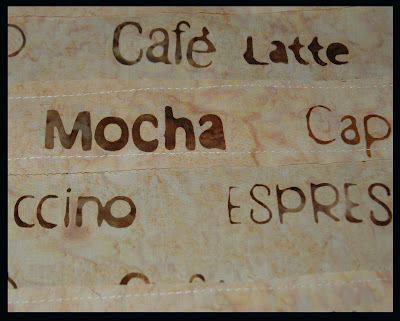 Café Latte
Mocha Cap
ccino ESPRES